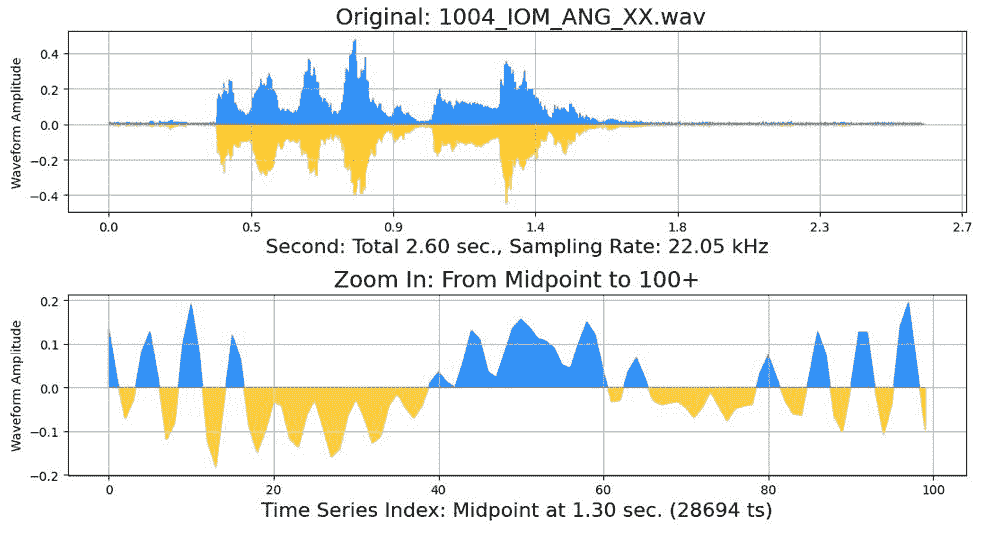 Original: 1004_IOM_ANG_XX.wav
Waveform Amplitude
0.4
0.2
0.0
−0.2
−0.4
0.0 0.5 0.9 1.4 1.8 2.3 2.7
Second: Total 2.60 sec., Sampling Rate: 22.05 kHz
Zoom In: From Midpoint to 100+
Waveform Amplitude
0.2
0.1
0.0
−0.1
−0.2
0 20 40 60 80 100
Time Series Index: Midpoint at 1.30 sec. (28694 ts)